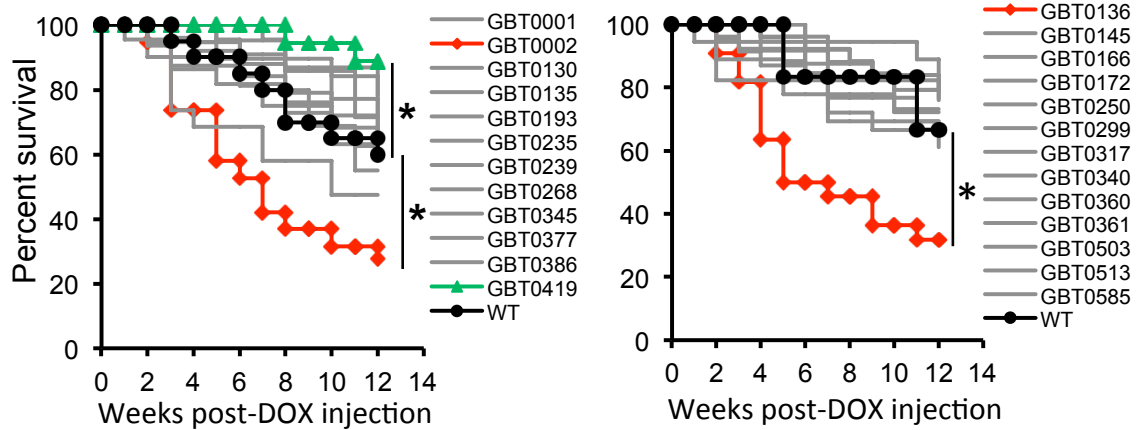 Percent survival
100
80
60
40
20
0
0 2 4 6 8 10 12 14
Weeks post-DOX injection
*
*
GBT0001
GBT0002
GBT0130
GBT0135
GBT0193
GBT0235
GBT0239
GBT0268
GBT0345
GBT0377
GBT0386
GBT0419
WT
100
80
60
40
20
0
0 2 4 6 8 10 12 14
Weeks post-DOX injection
*
GBT0136
GBT0145
GBT0166
GBT0172
GBT0250
GBT0299
GBT0317
GBT0340
GBT0360
GBT0361
GBT0503
GBT0513
GBT0585
WT